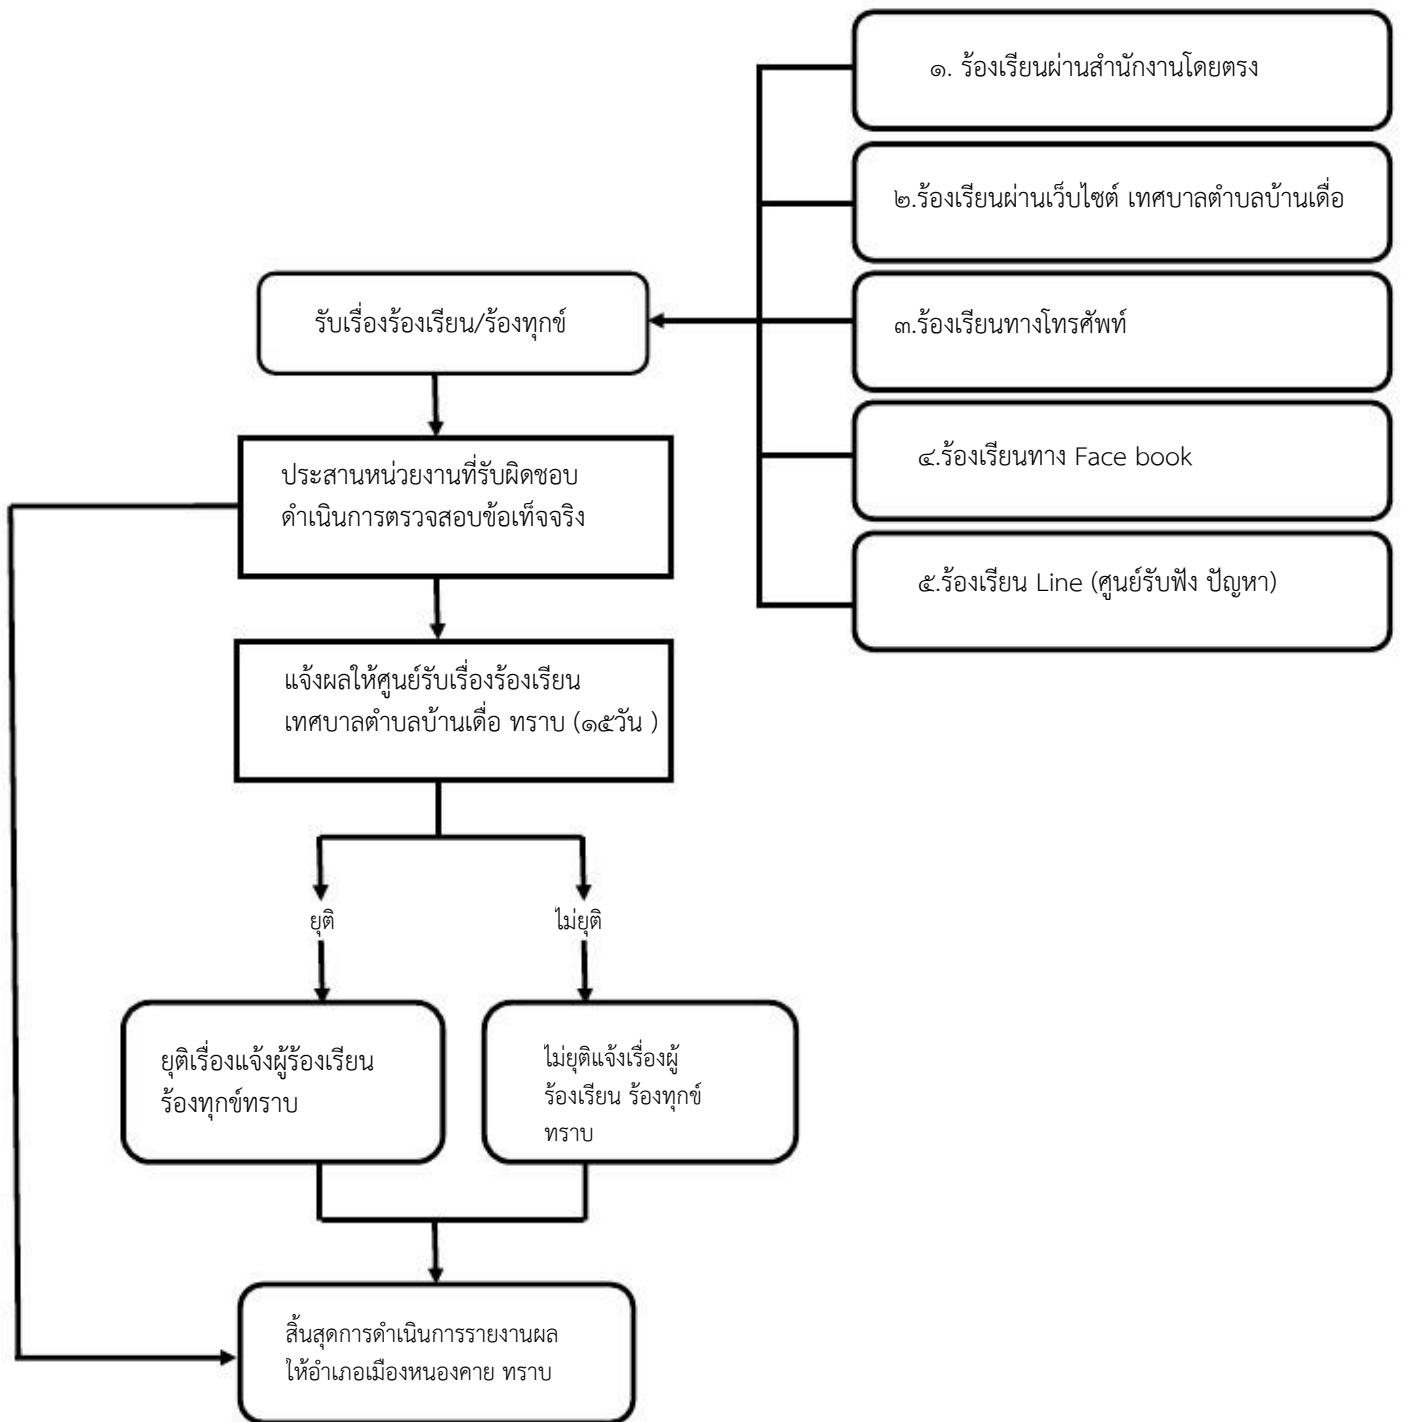 ๑. ร้องเรียนผ่านสำนักงานโดยตรง
๒.ร้องเรียนผ่านเว็บไซต์ เทศบาลตำบลบ้านเดื่อ
๓.ร้องเรียนทางโทรศัพท์
๔.ร้องเรียนทาง Face book
๕.ร้องเรียน Line (ศูนย์รับฟัง ปัญหา)
รับเรื่องร้องเรียน/ร้องทุกข์
ประสานหน่วยงานที่รับผิดชอบ
ดำเนินการตรวจสอบข้อเท็จจริง
แจ้งผลให้ศูนย์รับเรื่องร้องเรียน
เทศบาลตำบลบ้านเดื่อ ทราบ (๑๕วัน )
ยุติ
ไม่ยุติ
ยุติเรื่องแจ้งผู้ร้องเรียน
ร้องทุกข์ทราบ
ไม่ยุติแจ้งเรื่องผู้
ร้องเรียน ร้องทุกข์
ทราบ
สิ้นสุดการดำเนินการรายงานผล
ให้อำเภอเมืองหนองคาย ทราบ